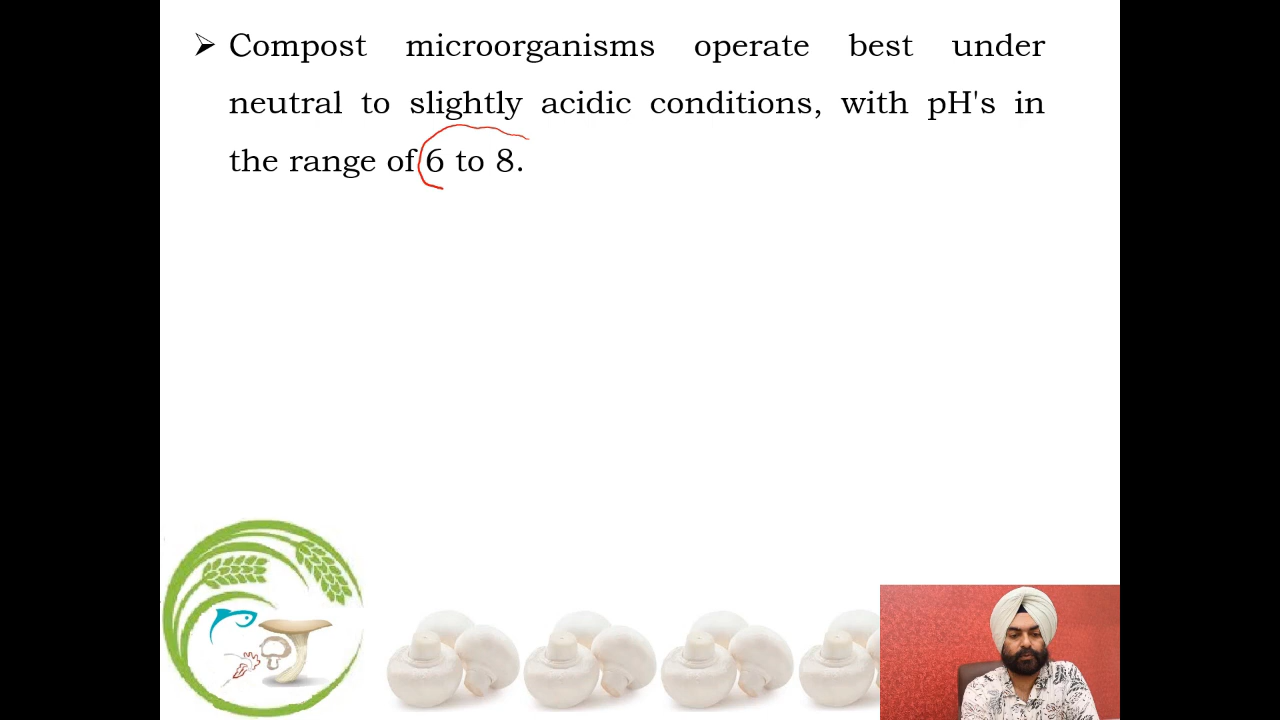 Compost microorganisms operate best under
neutral to slightly acidic conditions, with pH's in
the range of 6 to 8.